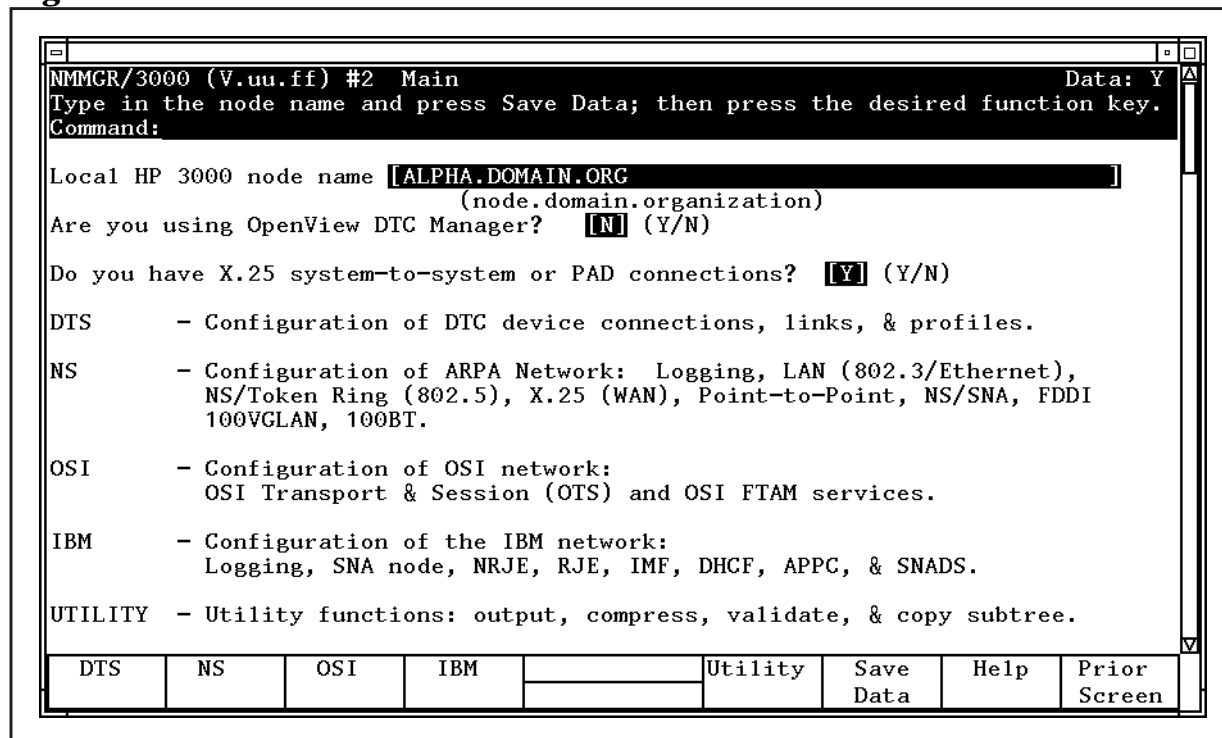 NMMGR/3000 (V.uu.ff) #2  Main Data: Y
Type in the node name and press Save Data; then press the desired function key.
Command:
Local HP 3000 node name [ALPHA.DOMAIN.ORG ]
(node.domain.organization)
Are you using OpenView DTC Manager? [N] (Y/N)
Do you have X.25 system-to-system or PAD connections? [Y] (Y/N)
DTS - Configuration of DTC device connections, links, & profiles.
NS - Configuration of ARPA Network: Logging, LAN (802.3/Ethernet),
NS/Token Ring (802.5), X.25 (WAN), Point-to-Point, NS/SNA, FDDI
100VGLAN, 100BT.
OSI - Configuration of OSI network:
OSI Transport & Session (OTS) and OSI FTAM services.
IBM - Configuration of the IBM network:
Logging, SNA node, NRJE, RJE, IMF, DHCF, APPC, & SNADS.
UTILITY - Utility functions: output, compress, validate, & copy subtree.
DTS NS OSI IBM Utility Save Help Prior
Data Screen